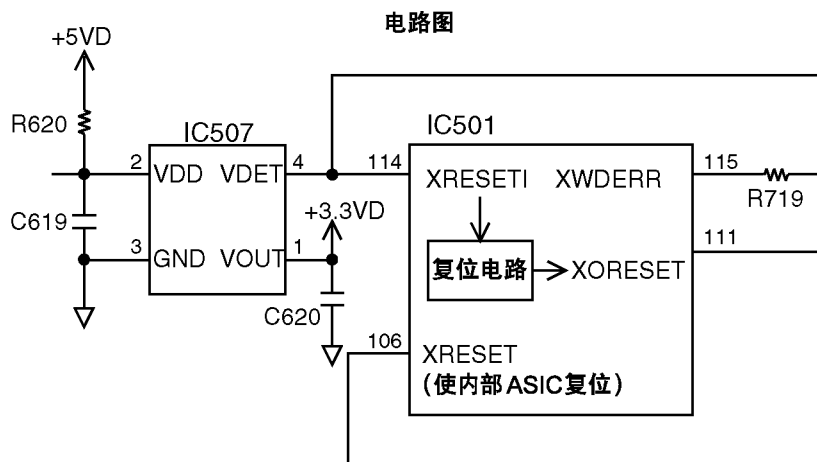 电路图
+5VD
R620
C619
IC507
2
VDD
VDET
4
3
GND
VOUT
1
+3.3VD
C620
IC501
114
XRESETI
XWDERR
115
R719
111
复位电路
XORESET
106
XRESET
(使内部ASIC复位)